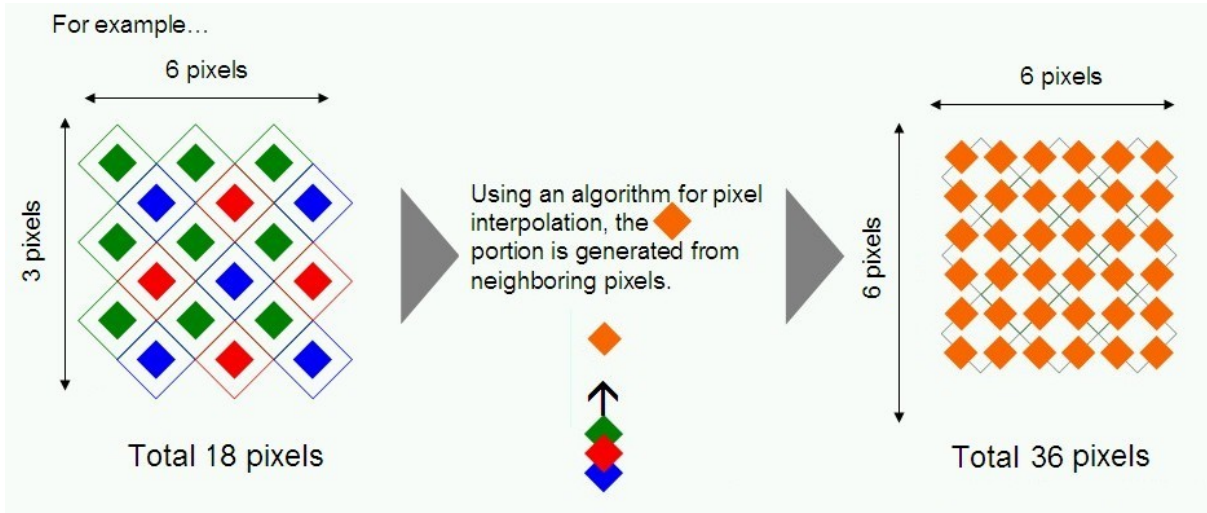 For example…
6 pixels
3 pixels
Total 18 pixels
Using an algorithm for pixel
interpolation, the
portion is generated from
neighboring pixels.
6 pixels
6 pixels
Total 36 pixels